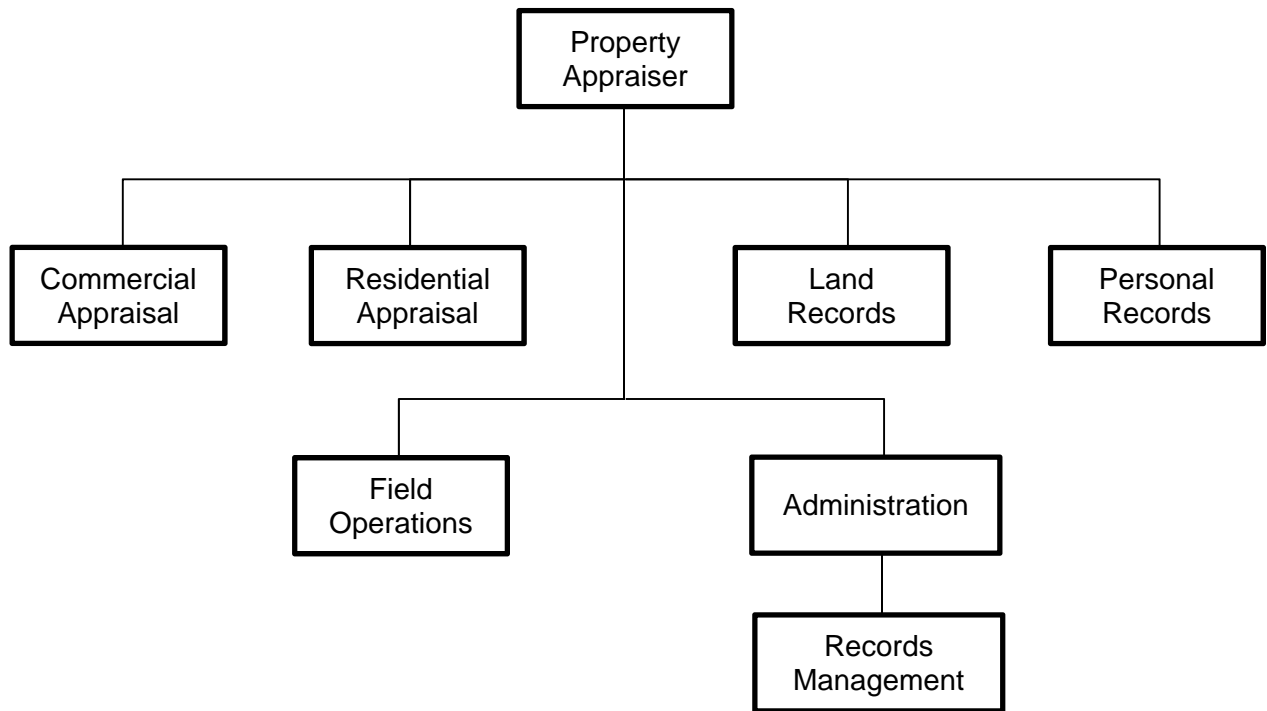 Property
Appraiser
Commercial
Appraisal
Residential
Appraisal
Land
Records
Personal
Records
Field
Operations
Administration
Records
Management